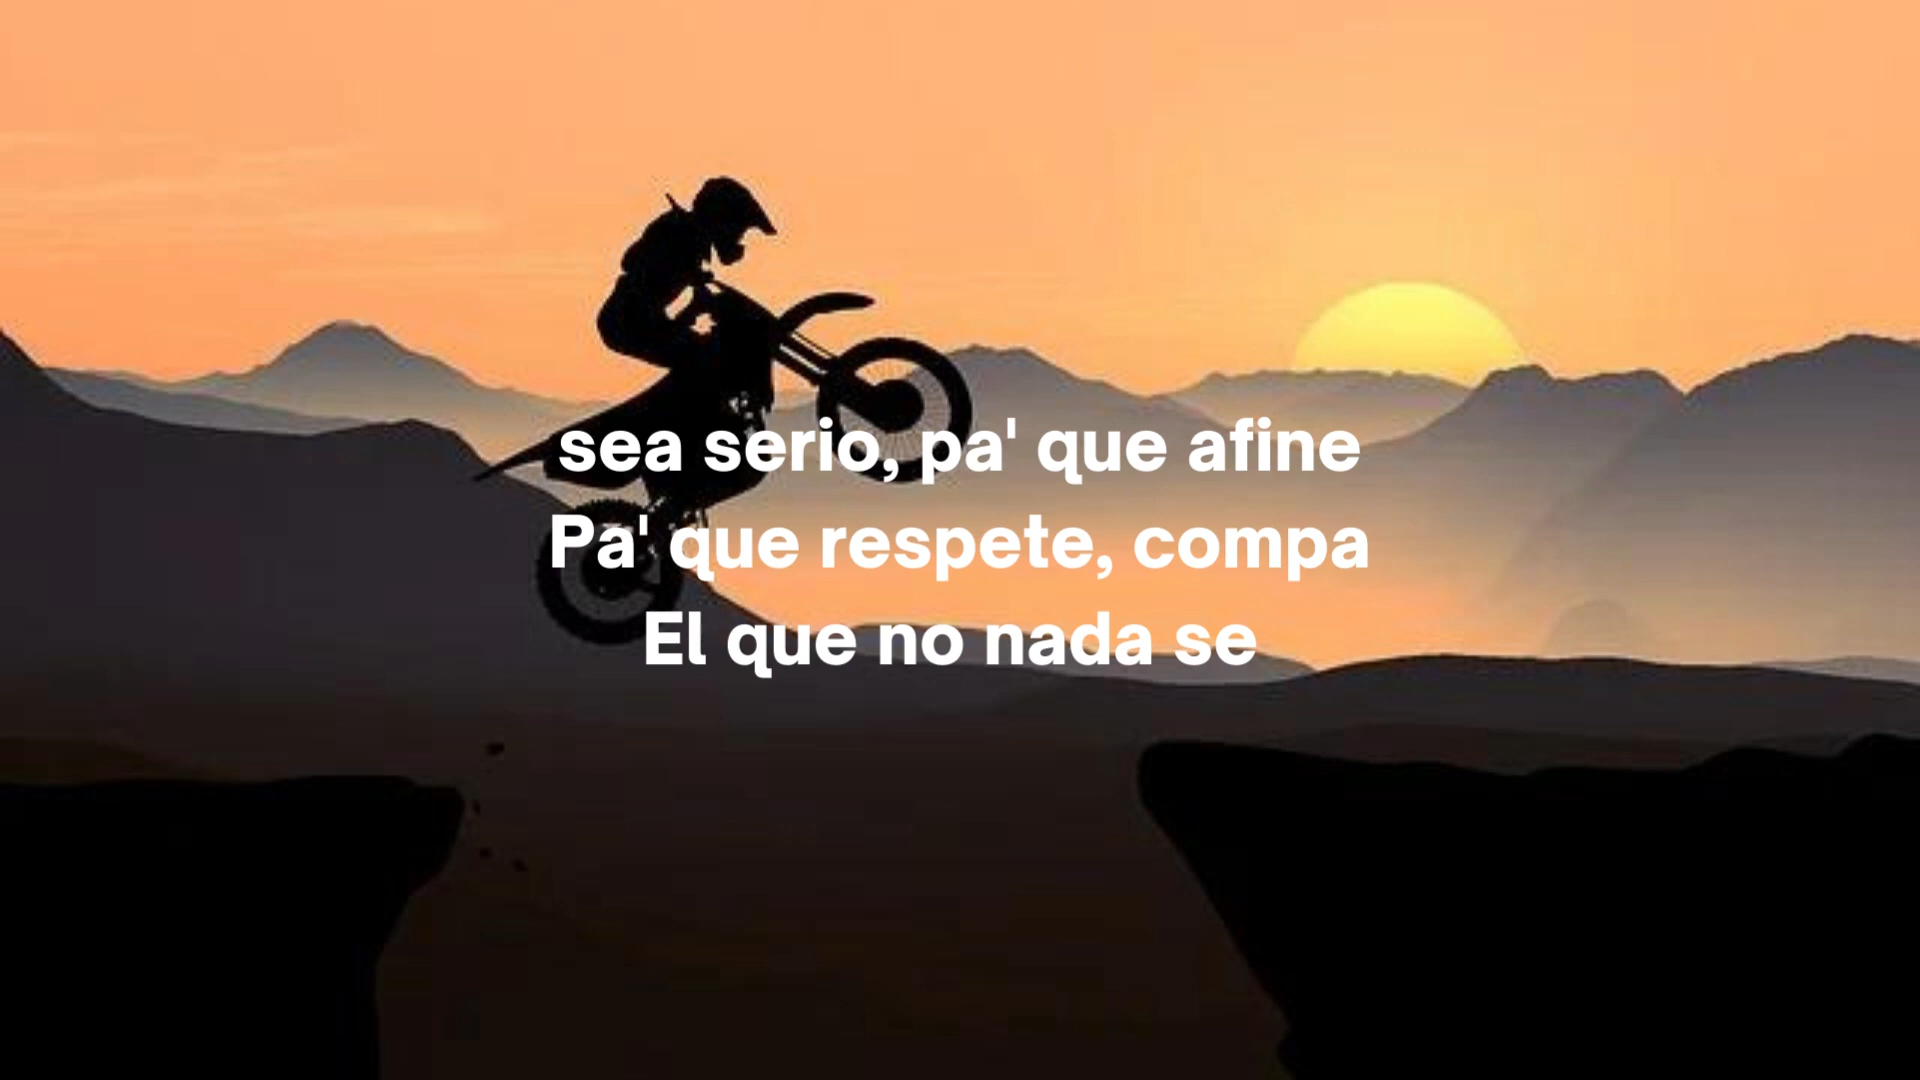 sea serio, pa' que afine
Pa' que respete, compa
El que no nada se